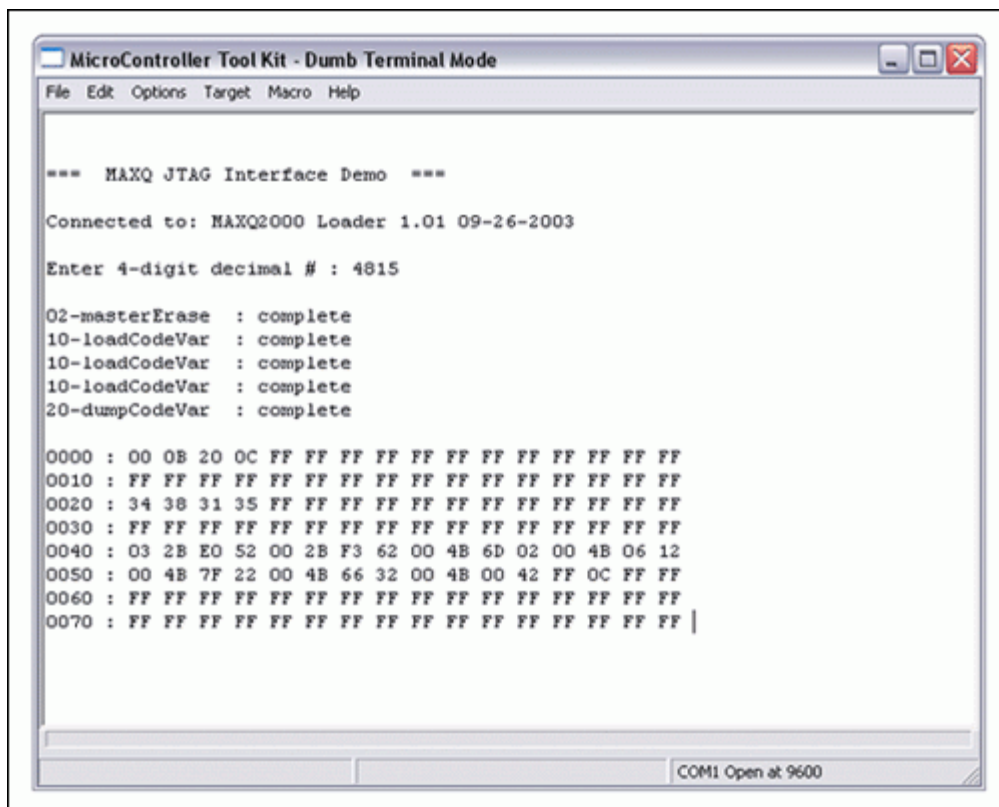 MicroController Tool Kit - Dumb Terminal Mode
File Edit Options Target Macro Help
=== MAXQ JTAG Interface Demo ===
Connected to: MAXQ2000 Loader 1.01 09-26-2003
Enter 4-digit decimal # : 4815
02-masterErase : complete
10-loadCodeVar : complete
10-loadCodeVar : complete
10-loadCodeVar : complete
20-dumpCodeVar : complete
0000 : 00 0B 20 0C FF FF FF FF FF FF FF FF FF FF FF FF
0010 : FF FF FF FF FF FF FF FF FF FF FF FF FF FF FF FF
0020 : 34 38 31 35 FF FF FF FF FF FF FF FF FF FF FF FF
0030 : FF FF FF FF FF FF FF FF FF FF FF FF FF FF FF FF
0040 : 03 2B E0 52 00 2B F3 62 00 4B 6D 02 00 4B 06 12
0050 : 00 4B 7F 22 00 4B 66 32 00 4B 00 42 FF 0C FF FF
0060 : FF FF FF FF FF FF FF FF FF FF FF FF FF FF FF FF
0070 : FF FF FF FF FF FF FF FF FF FF FF FF FF FF FF FF
COM1 Open at 9600